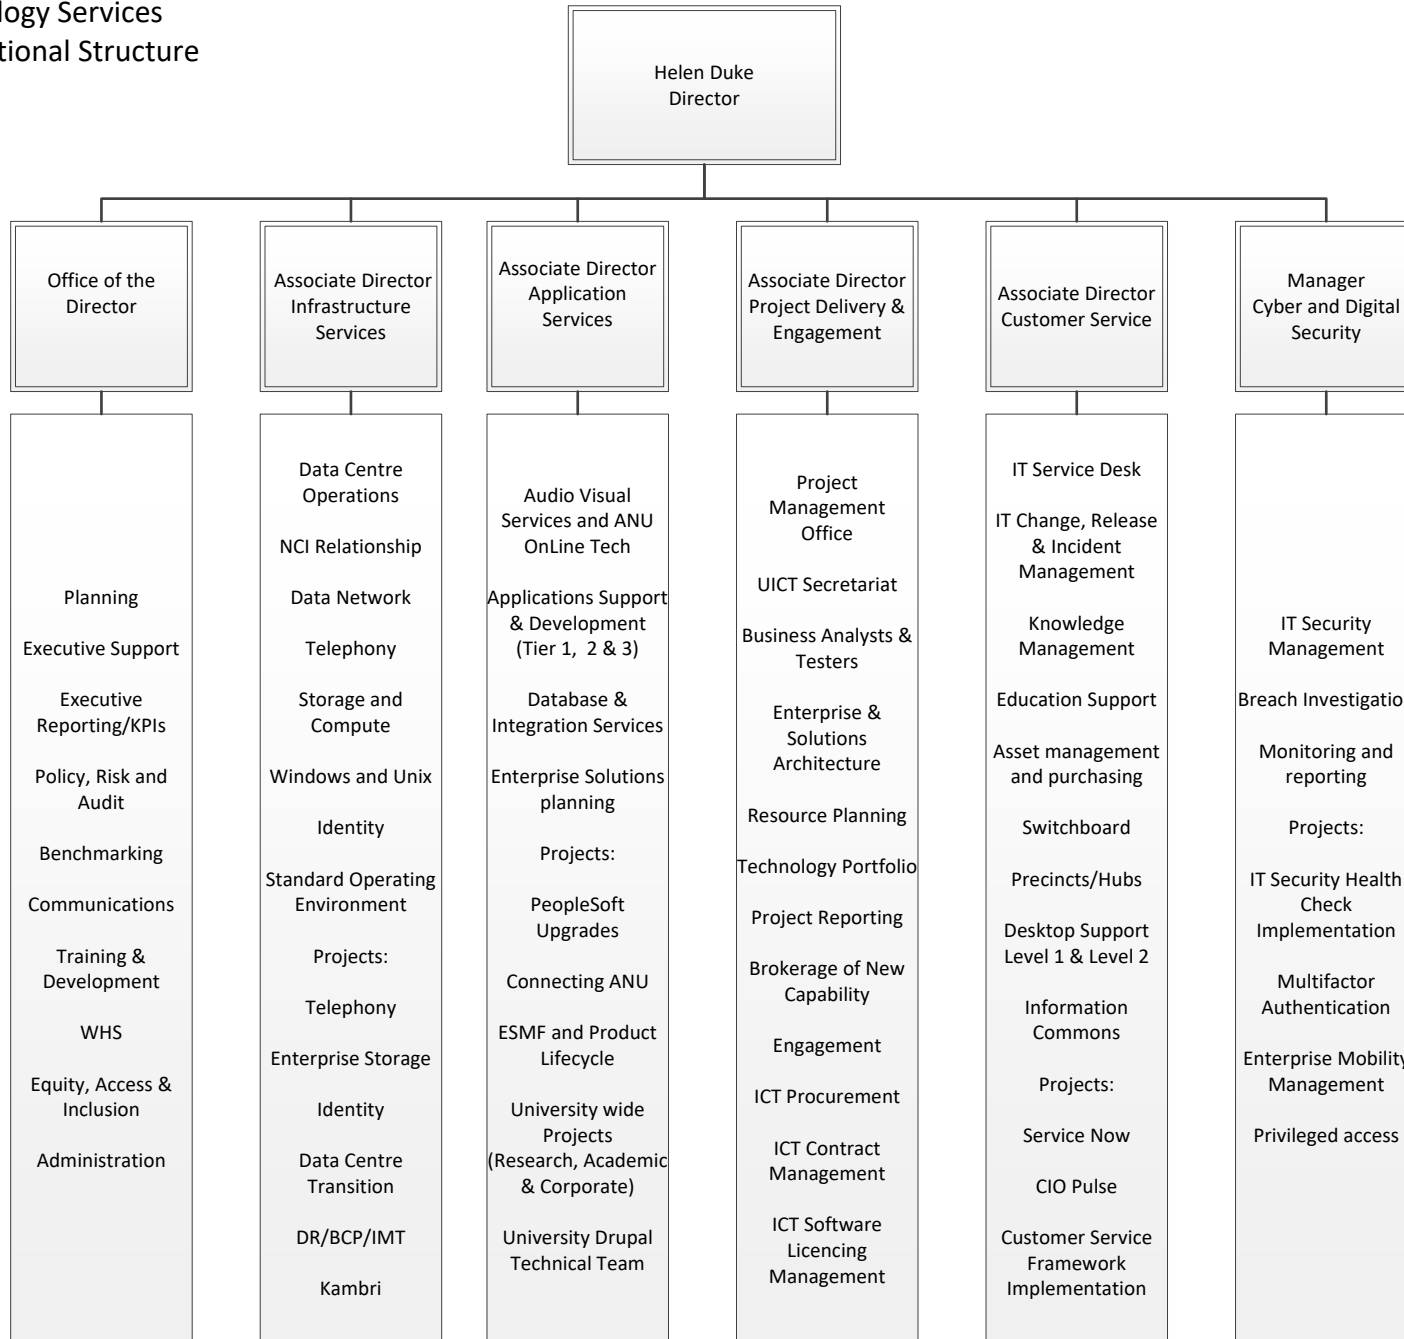 logy Services
tional Structure
Helen Duke
Director
Office of the
Director
Associate Director
Infrastructure
Services
Associate Director
Application
Services
Associate Director
Project Delivery &
Engagement
Associate Director
Customer Service
Manager
Cyber and Digital
Security
Planning
Executive Support
Executive
Reporting/KPIs
Policy, Risk and
Audit
Benchmarking
Communications
Training &
Development
WHS
Equity, Access &
Inclusion
Administration
Data Centre
Operations
NCI Relationship
Data Network
Telephony
Storage and
Compute
Windows and Unix
Identity
Standard Operating
Environment
Projects:
Telephony
Enterprise Storage
Identity
Data Centre
Transition
DR/BCP/IMT
Kambri
Audio Visual
Services and ANU
OnLine Tech
Applications Support
& Development
(Tier 1, 2 & 3)
Database &
Integration Services
Enterprise Solutions
planning
Projects:
PeopleSoft
Upgrades
Connecting ANU
ESMF and Product
Lifecycle
University wide
Projects
(Research, Academic
& Corporate)
University Drupal
Technical Team
Project
Management
Office
UICT Secretariat
Business Analysts &
Testers
Enterprise &
Solutions
Architecture
Resource Planning
Technology Portfolio
Project Reporting
Brokerage of New
Capability
Engagement
ICT Procurement
ICT Contract
Management
ICT Software
Licencing
Management
IT Service Desk
IT Change, Release
& Incident
Management
Knowledge
Management
Education Support
Asset management
and purchasing
Switchboard
Precincts/Hubs
Desktop Support
Level 1 & Level 2
Information
Commons
Projects:
Service Now
CIO Pulse
Customer Service
Framework
Implementation
IT Security
Management
Breach Investigatio
Monitoring and
reporting
Projects:
IT Security Health
Check
Implementation
Multifactor
Authentication
Enterprise Mobility
Management
Privileged access